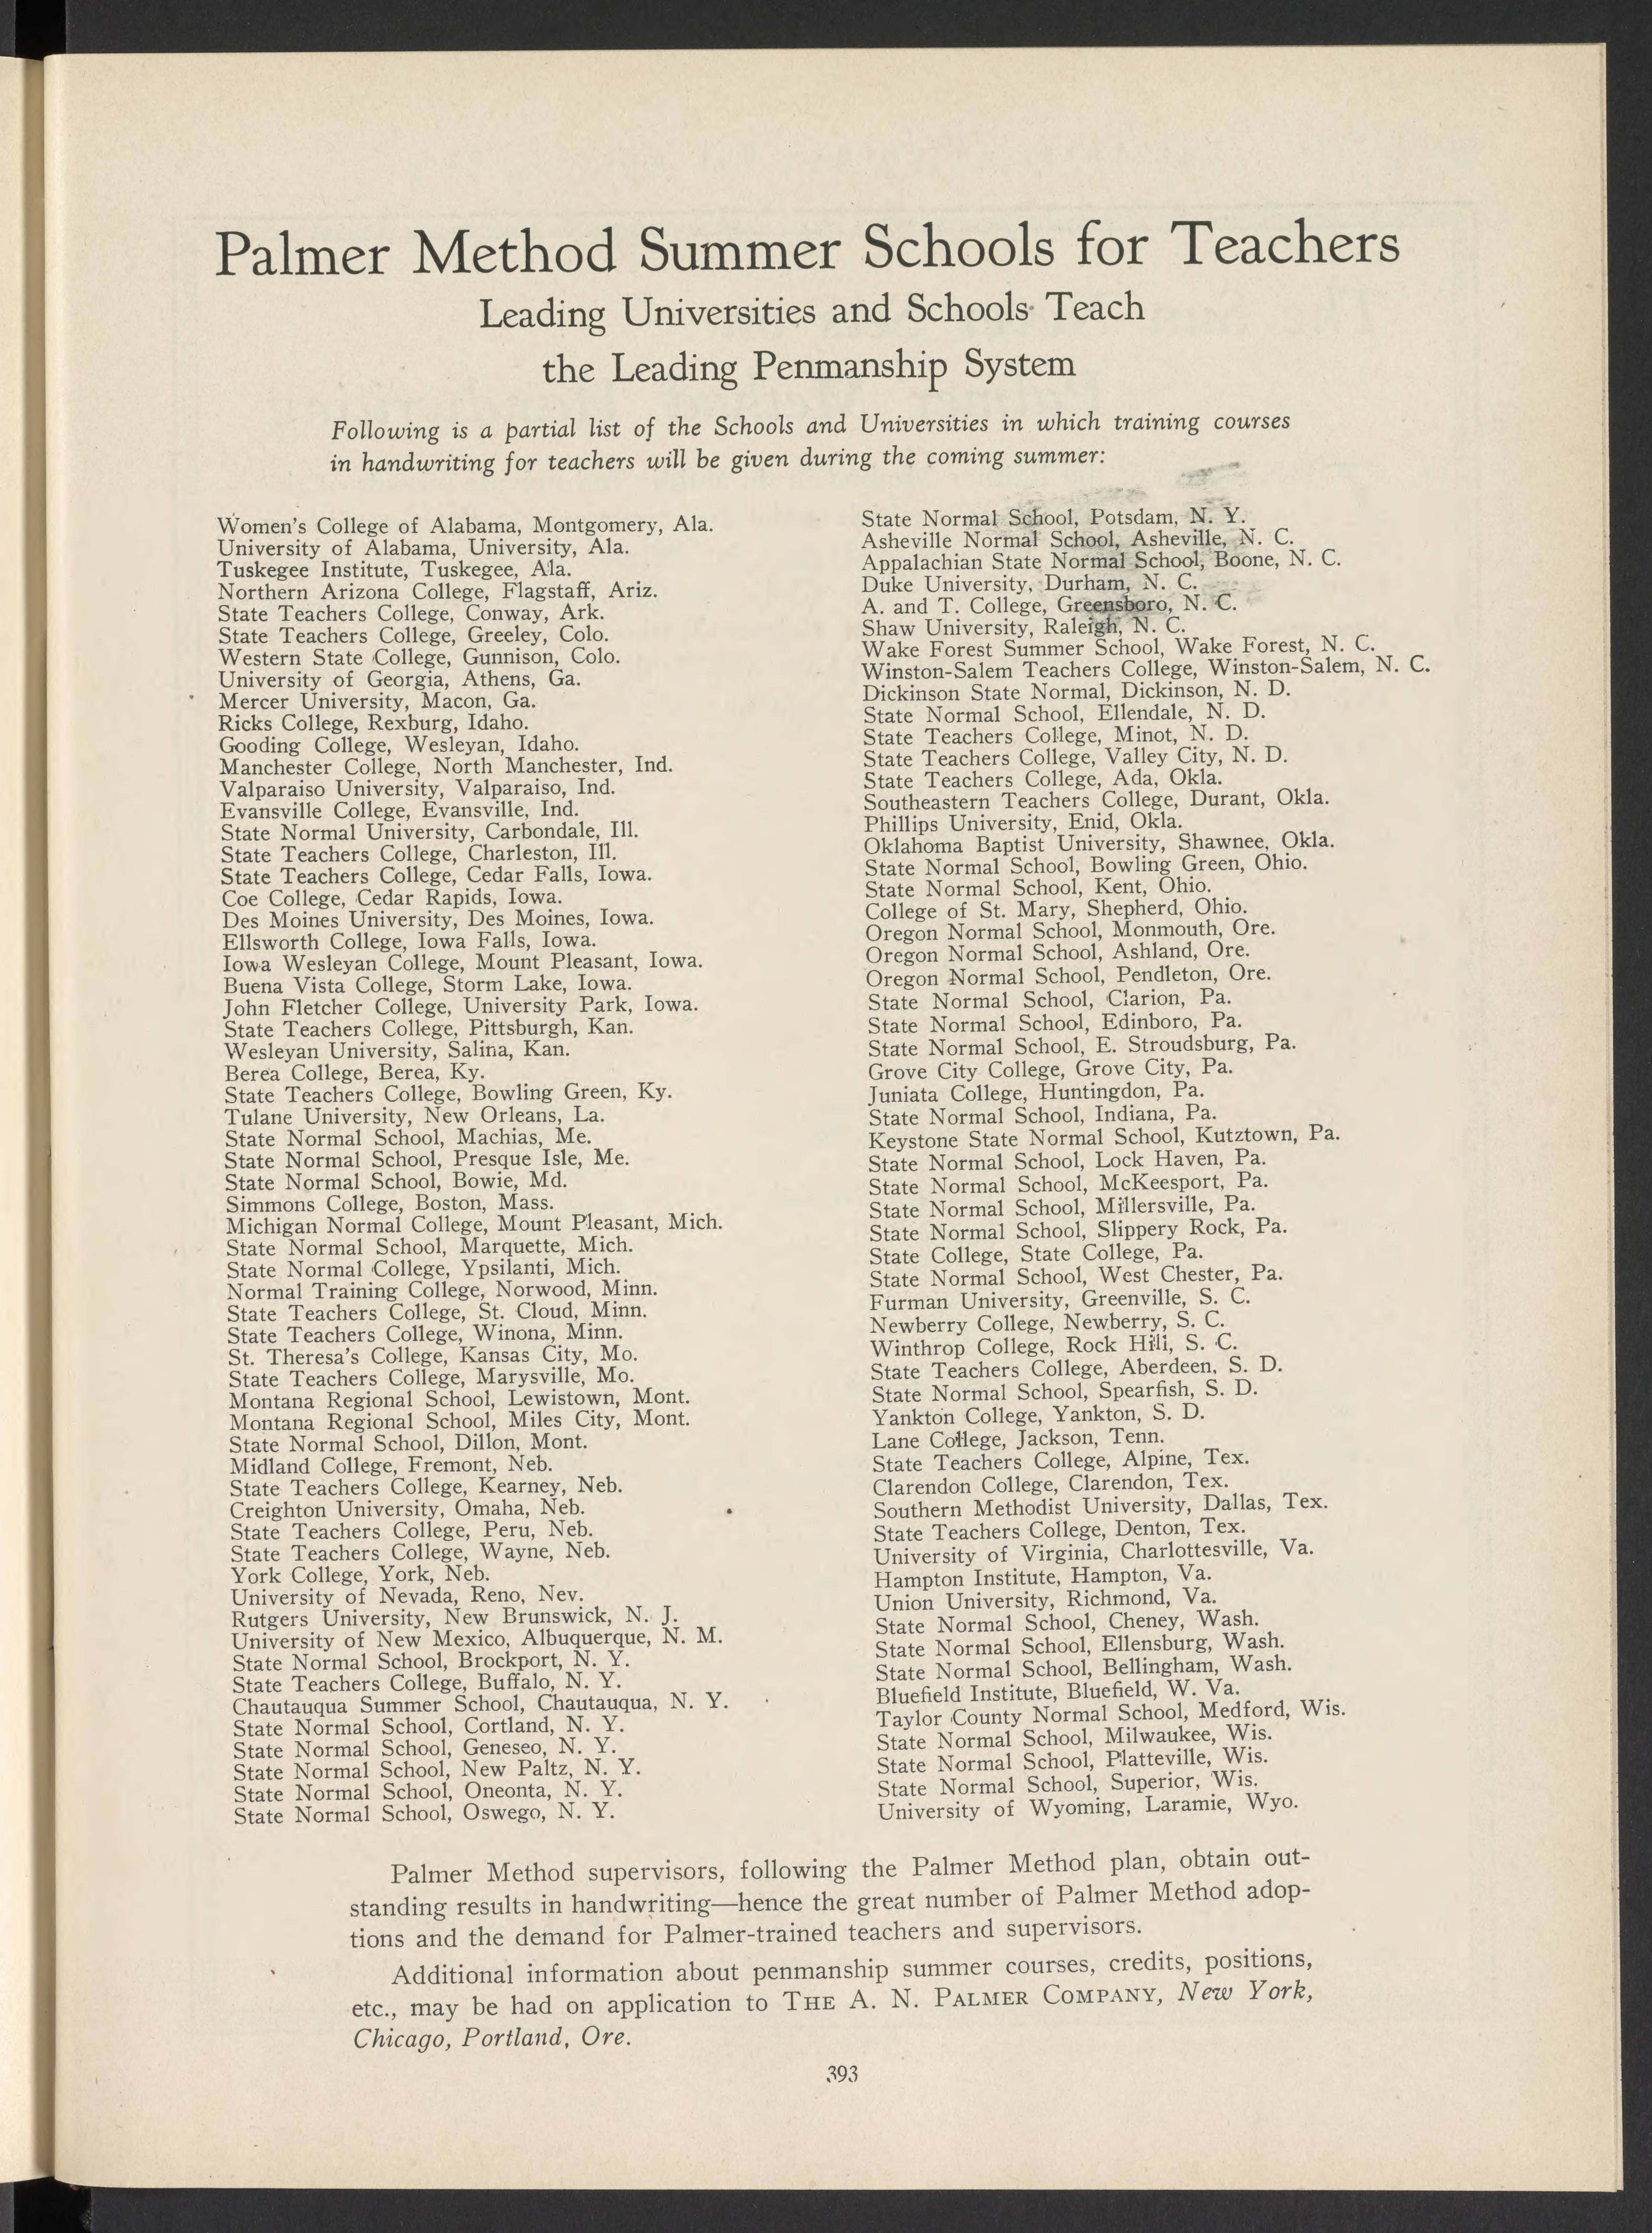 Palmer Method Summer Schools for Teachers
Leading Universities and Schools Teach
the Leading Penmanship System
Following is a partial list of the Schools and Universities in which training courses
in handwriting for teachers will be given during the coming summer:
Women's College of Alabama, Montgomery, Ala.
University of Alabama, University, Ala.
Tuskegee Institute, Tuskegee, Ala.
Northern Arizona College, Flagstaff, Ariz.
State Teachers College, Conway, Ark.
State Teachers College, Greeley, Colo.
Western State College, Gunnison, Colo.
University of Georgia, Athens, Ga.
Mercer University, Macon, Ga.
Ricks College, Rexburg, Idaho.
Gooding College, Wesleyan, Idaho.
Manchester College, North Manchester, Ind.
Valparaiso University, Valparaiso, Ind.
Evansville College, Evansville, Ind.
State Normal University, Carbondale, Ill.
State Teachers College, Charleston, Ill.
State Teachers College, Cedar Falls, Iowa.
Coe College, Cedar Rapids, Iowa.
Des Moines University, Des Moines, Iowa.
Ellsworth College, Iowa Falls, Iowa.
Iowa Wesleyan College, Mount Pleasant, Iowa.
Buena Vista College, Storm Lake, Iowa.
John Fletcher College, University Park, Iowa.
State Teachers College, Pittsburgh, Kan.
Wesleyan University, Salina, Kan.
Berea College, Berea, Ky.
State Teachers College, Bowling Green, Ky.
Tulane University, New Orleans, La.
State Normal School, Machias, Me.
State Normal School, Presque Isle, Me.
State Normal School, Bowie, Md.
Simmons College, Boston, Mass.
Michigan Normal College, Mount Pleasant, Mich.
State Normal School, Marquette, Mich.
State Normal College, Ypsilanti, Mich.
Normal Training College, Norwood, Minn.
State Teachers College, St. Cloud, Minn.
State Teachers College, Winona, Minn.
St. Theresa's College, Kansas City, Mo.
State Teachers College, Marysville, Mo.
Montana Regional School, Lewistown, Mont.
Montana Regional School, Miles City, Mont.
State Normal School, Dillon, Mont.
Midland College, Fremont, Neb.
State Teachers College, Kearney, Neb.
Creighton University, Omaha, Neb.
State Teachers College, Peru, Neb.
State Teachers College, Wayne, Neb.
York College, York, Neb.
University of Nevada, Reno, Nev.
Rutgers University, New Brunswick, N. J.
University of New Mexico, Albuquerque, N. M.
State Normal School, Brockport, N. Y.
State Teachers College, Buffalo, N. Y.
Chautauqua Summer School, Chautauqua, N. Y.
State Normal School, Cortland, N. Y.
State Normal School, Geneseo, N. Y.
State Normal School, New Paltz, N. Y.
State Normal School, Oneonta, N. Y.
State Normal School, Oswego, N. Y.
State Normal School, Potsdam, N. Y.
Asheville Normal School, Asheville, N. C.
Appalachian State Normal School, Boone, N. C.
Duke University, Durham, N. C.
A. and T. College, Greensboro, N. C.
Shaw University, Raleigh, N. C.
Wake Forest Summer School, Wake Forest, N. C.
Winston-Salem Teachers College, Winston-Salem, N. C.
Dickinson State Normal, Dickinson, N. D.
State Normal School, Ellendale, N. D.
State Teachers College, Minot, N. D.
State Teachers College, Valley City, N. D.
State Teachers College, Ada, Okla.
Southeastern Teachers College, Durant, Okla.
Phillips University, Enid, Okla.
Oklahoma Baptist University, Shawnee, Okla.
State Normal School, Bowling Green, Ohio.
State Normal School, Kent, Ohio.
College of St. Mary, Shepherd, Ohio.
Oregon Normal School, Monmouth, Ore.
Oregon Normal School, Ashland, Ore.
Oregon Normal School, Pendleton, Ore.
State Normal School, Clarion, Pa.
State Normal School, Edinboro, Pa.
State Normal School, E. Stroudsburg, Pa.
Grove City College, Grove City, Pa.
Juniata College, Huntingdon, Pa.
State Normal School, Indiana, Pa.
Keystone State Normal School, Kutztown, Pa.
State Normal School, Lock Haven, Pa.
State Normal School, McKeesport, Pa.
State Normal School, Millersville, Pa.
State Normal School, Slippery Rock, Pa.
State College, State College, Pa.
State Normal School, West Chester, Pa.
Furman University, Greenville, S. C.
Newberry College, Newberry, S. C.
Winthrop College, Rock Hill, S. C.
State Teachers College, Aberdeen, S. D.
State Normal School, Spearfish, S. D.
Yankton College, Yankton, S. D.
Lane College, Jackson, Tenn.
State Teachers College, Alpine, Tex.
Clarendon College, Clarendon, Tex.
Southern Methodist University, Dallas, Tex.
State Teachers College, Denton, Tex.
University of Virginia, Charlottesville, Va.
Hampton Institute, Hampton, Va.
Union University, Richmond, Va.
State Normal School, Cheney, Wash.
State Normal School, Ellensburg, Wash.
State Normal School, Bellingham, Wash.
Bluefield Institute, Bluefield, W. Va.
Taylor County Normal School, Medford, Wis.
State Normal School, Milwaukee, Wis.
State Normal School, Platteville, Wis.
State Normal School, Superior, Wis.
University of Wyoming, Laramie, Wyo.
Palmer Method supervisors, following the Palmer Method plan, obtain out-
standing results in handwriting—hence the great number of Palmer Method adop-
tions and the demand for Palmer-trained teachers and supervisors.
Additional information about penmanship summer courses, credits, positions,
etc., may be had on application to THE A. N. PALMER COMPANY, New York,
Chicago, Portland, Ore.
393